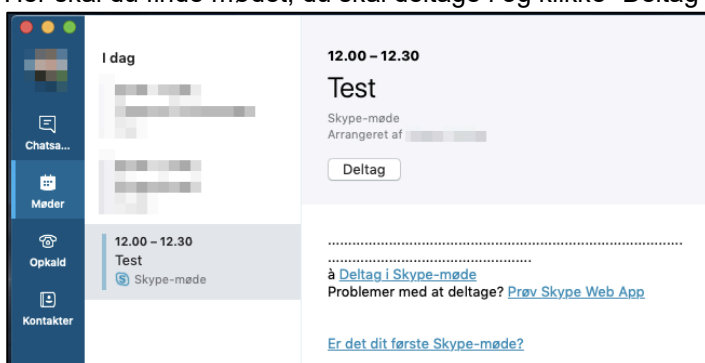 Her skal du finde mødet, du skal deltage i og klikke "Deltag"
I dag
Chatsa...
Møder
Opkald
Kontakter
12.00 – 12.30
Test
Skype-møde
12.00 – 12.30
Test
Skype-møde
Arrangeret af
Deltag
.........................................................................................
...................................................
à Deltag i Skype-møde
Problemer med at deltage? Prøv Skype Web App
Er det dit første Skype-møde?